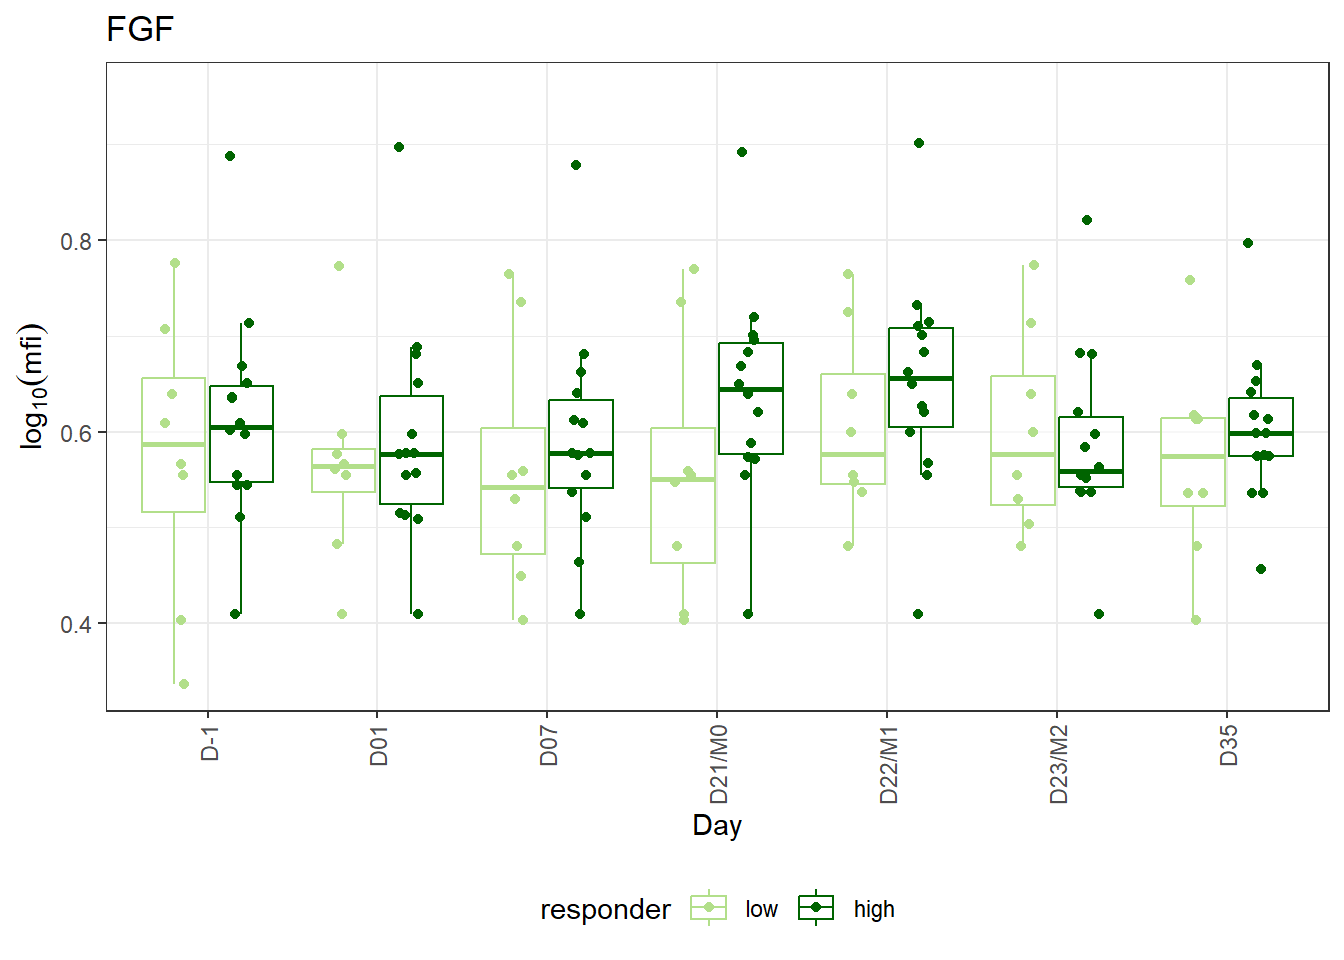 FGF
log10(mfi)
0.8
0.6
0.4
D-1
D01
D07
D21/M0
D22/M1
D23/M2
D35
Day
responder low high